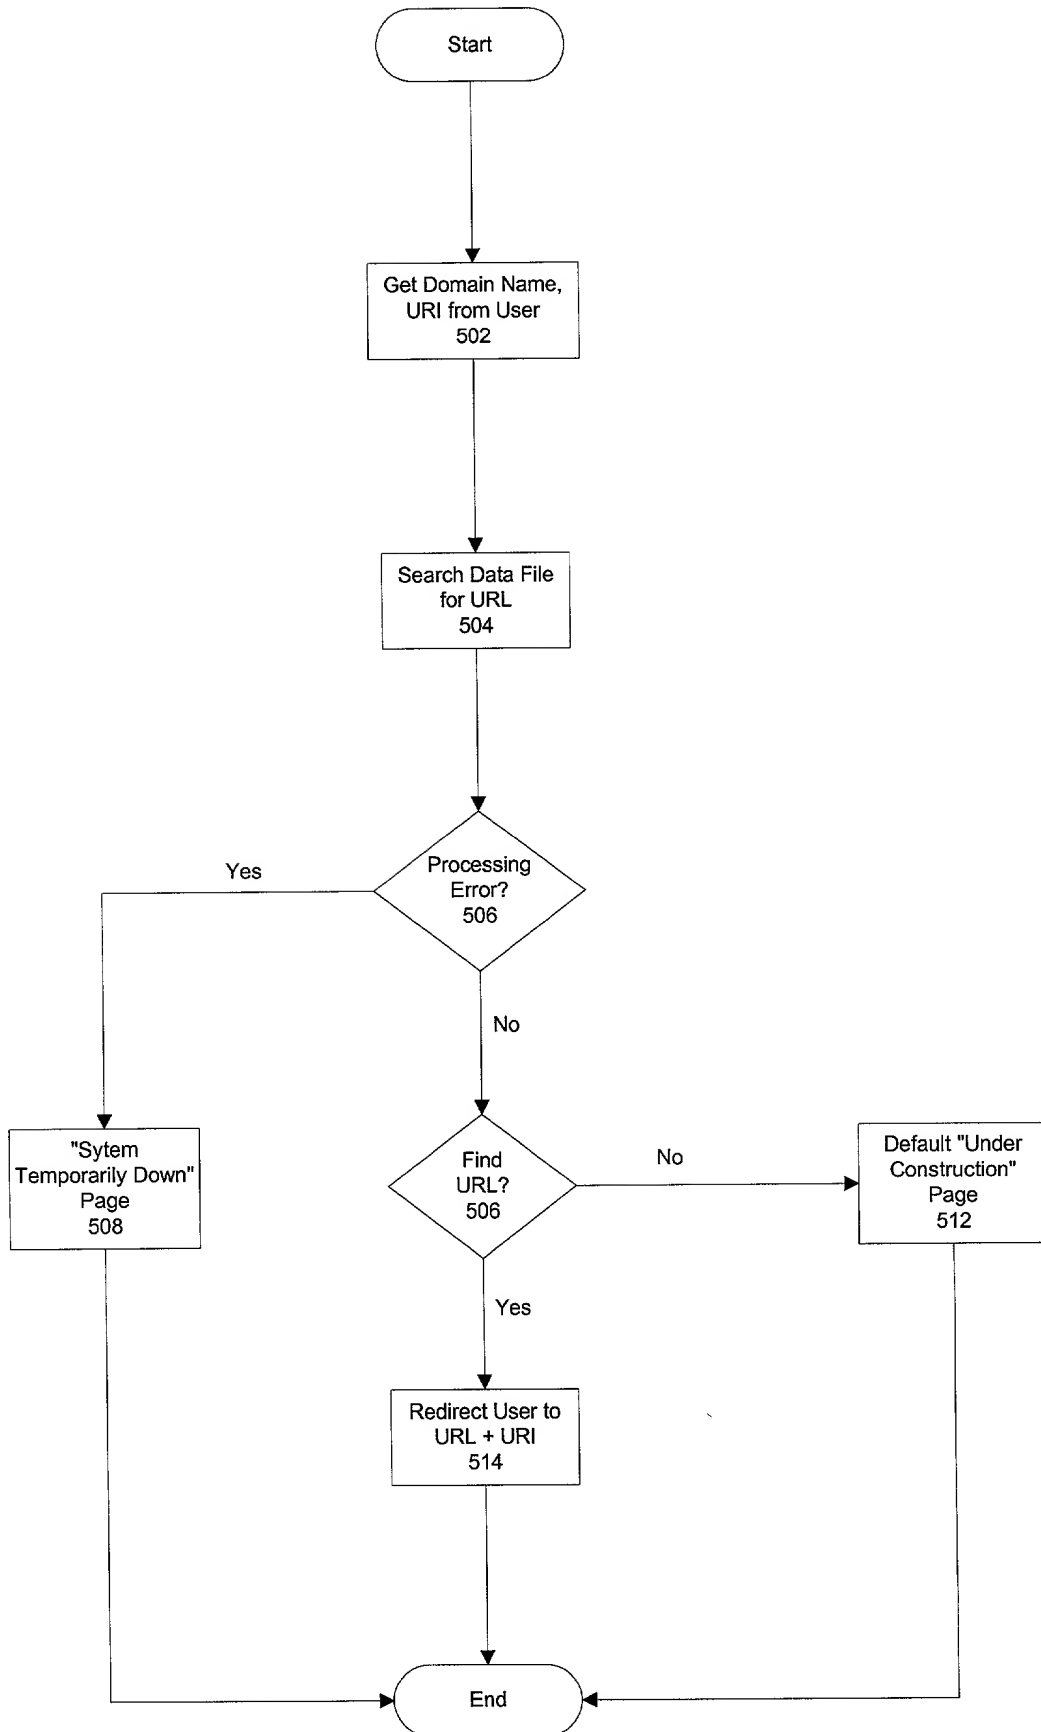 Start
Get Domain Name,
URI from User
502
Search Data File
for URL
504
Processing
Error?
506
Yes
No
"Sytem
Temporarily Down"
Page
508
Find
URL?
506
No
Default "Under
Construction"
Page
512
Yes
Redirect User to
URL + URI
514
End